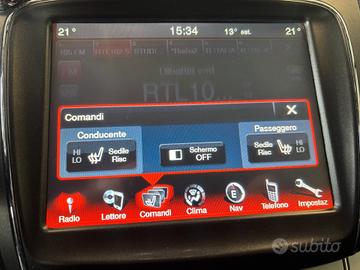 21°
15:34
13° est.
21°
RTL10...
Comandi
X
Conducente
Passeggero
HI
LO
Sedile
Risc
Schermo
OFF
Sedile
Risc
HI
LO
Radio
Lettore
Comandi
Clima
E
Nav
Telefono
Impostaz
subito